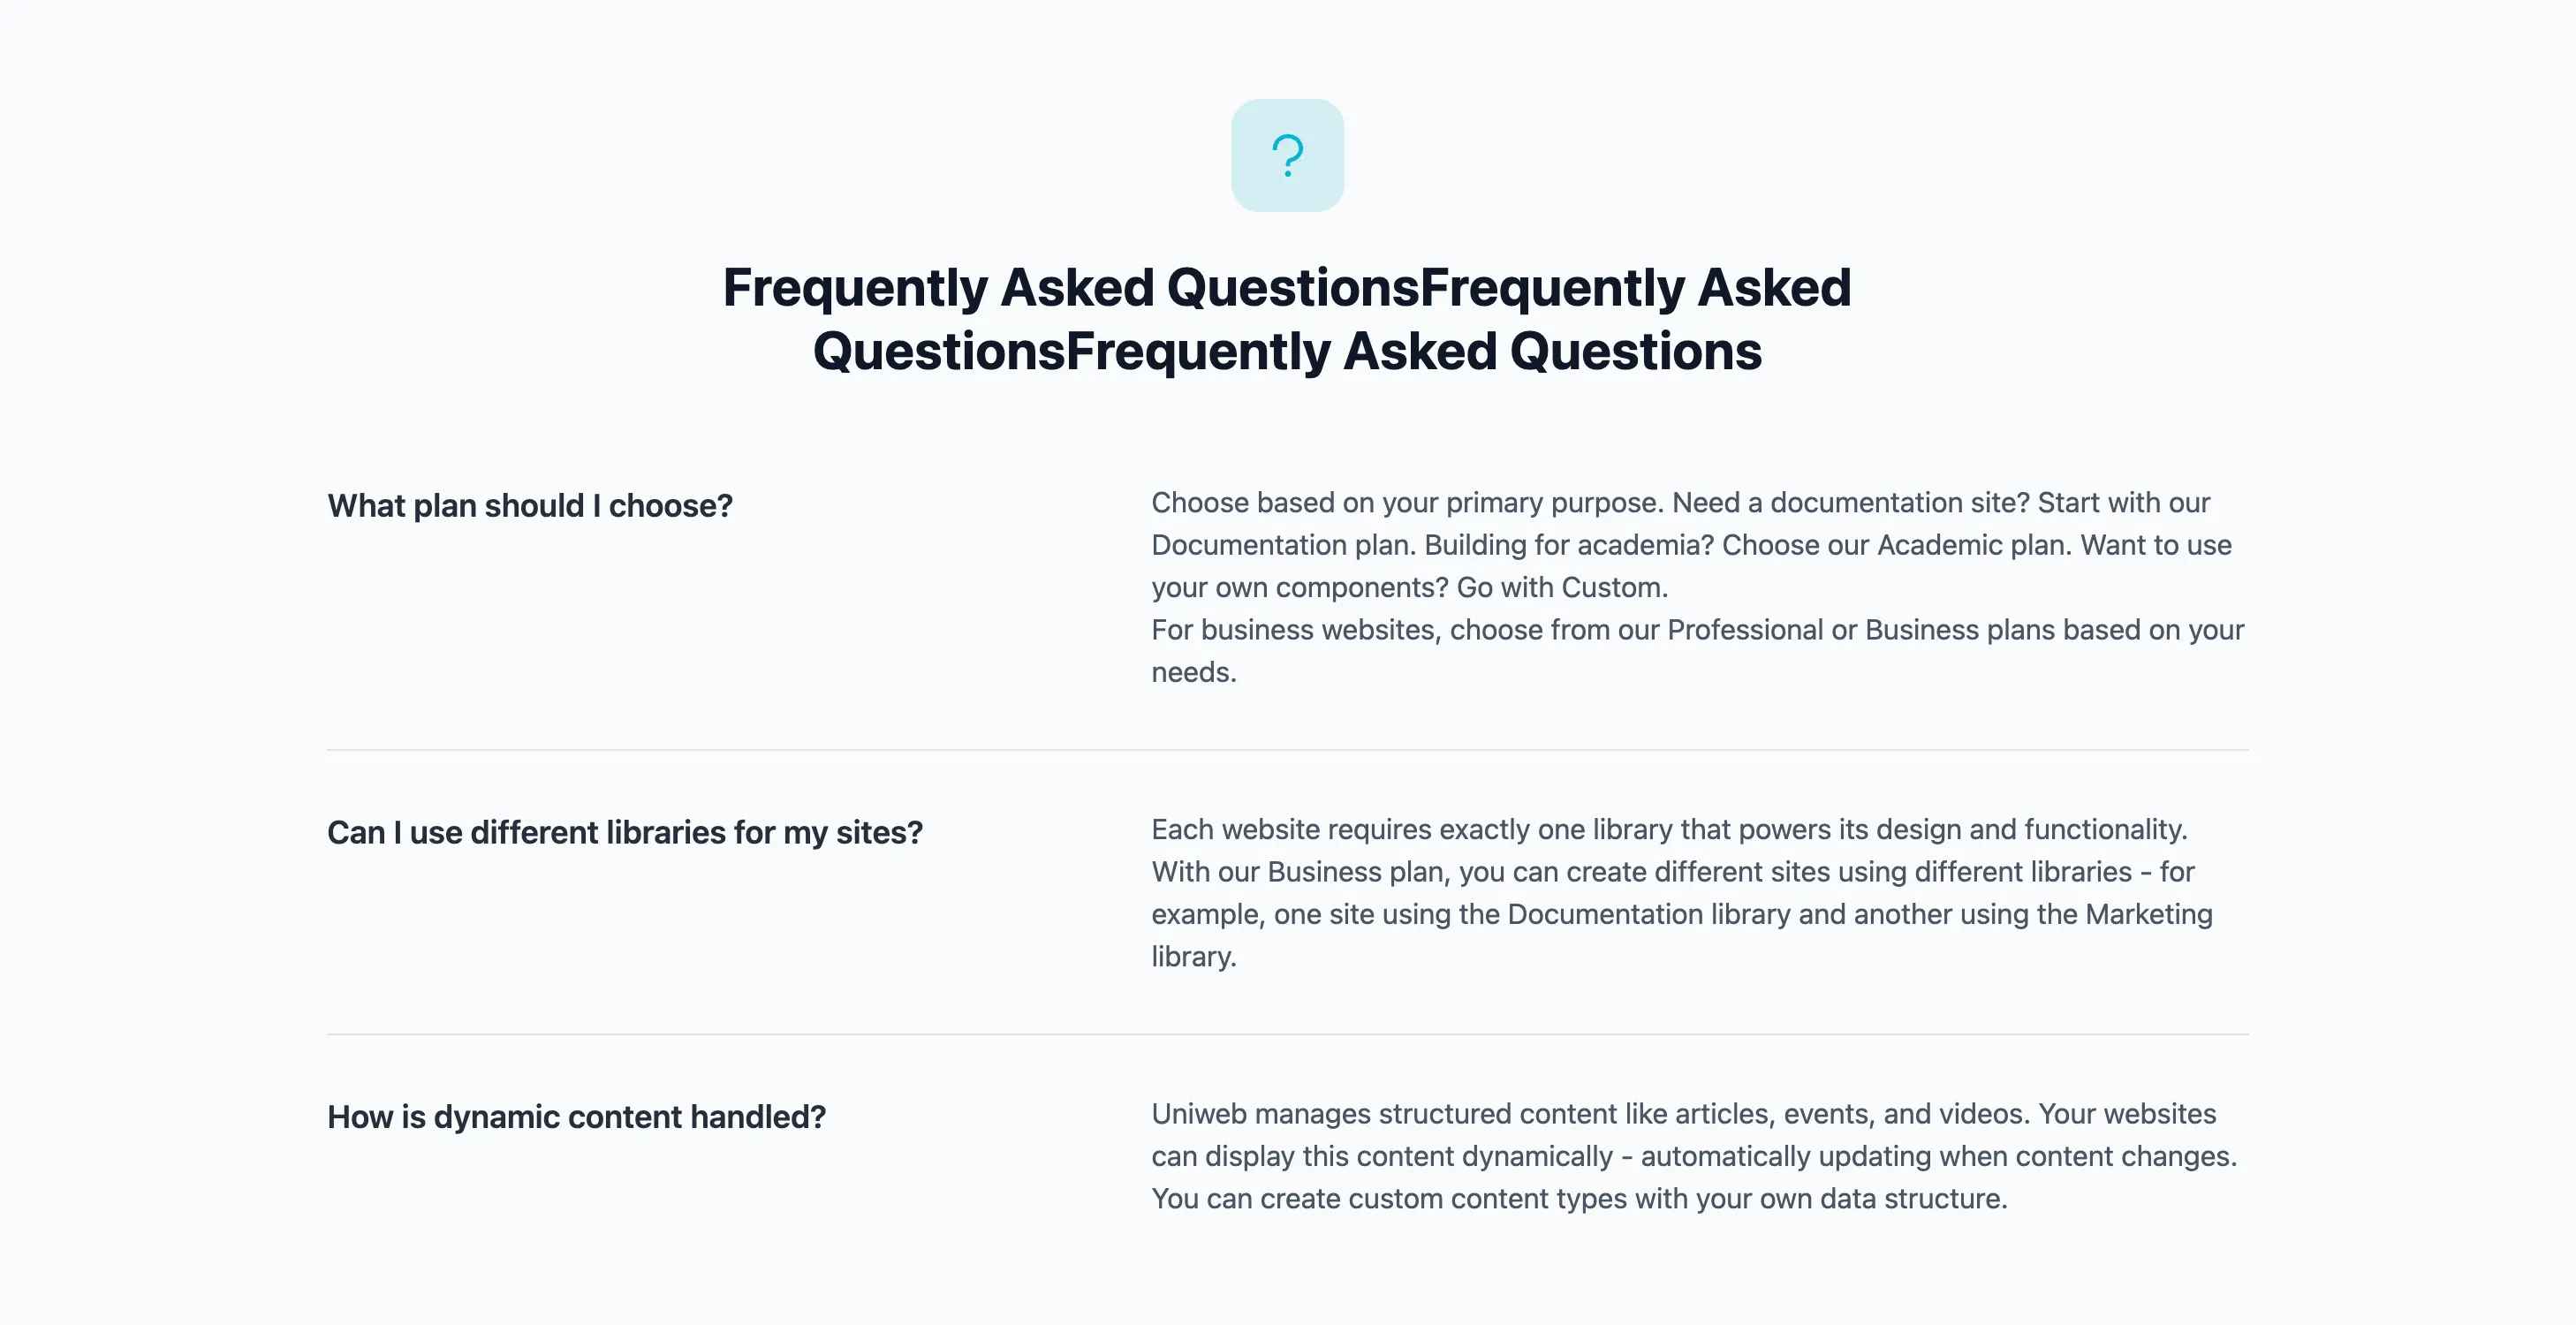 ?
Frequently Asked QuestionsFrequently Asked
QuestionsFrequently Asked Questions
What plan should I choose?
Choose based on your primary purpose. Need a documentation site? Start with our
Documentation plan. Building for academia? Choose our Academic plan. Want to use
your own components? Go with Custom.
For business websites, choose from our Professional or Business plans based on your
needs.
Can I use different libraries for my sites?
Each website requires exactly one library that powers its design and functionality.
With our Business plan, you can create different sites using different libraries - for
example, one site using the Documentation library and another using the Marketing
library.
How is dynamic content handled?
Uniweb manages structured content like articles, events, and videos. Your websites
can display this content dynamically - automatically updating when content changes.
You can create custom content types with your own data structure.